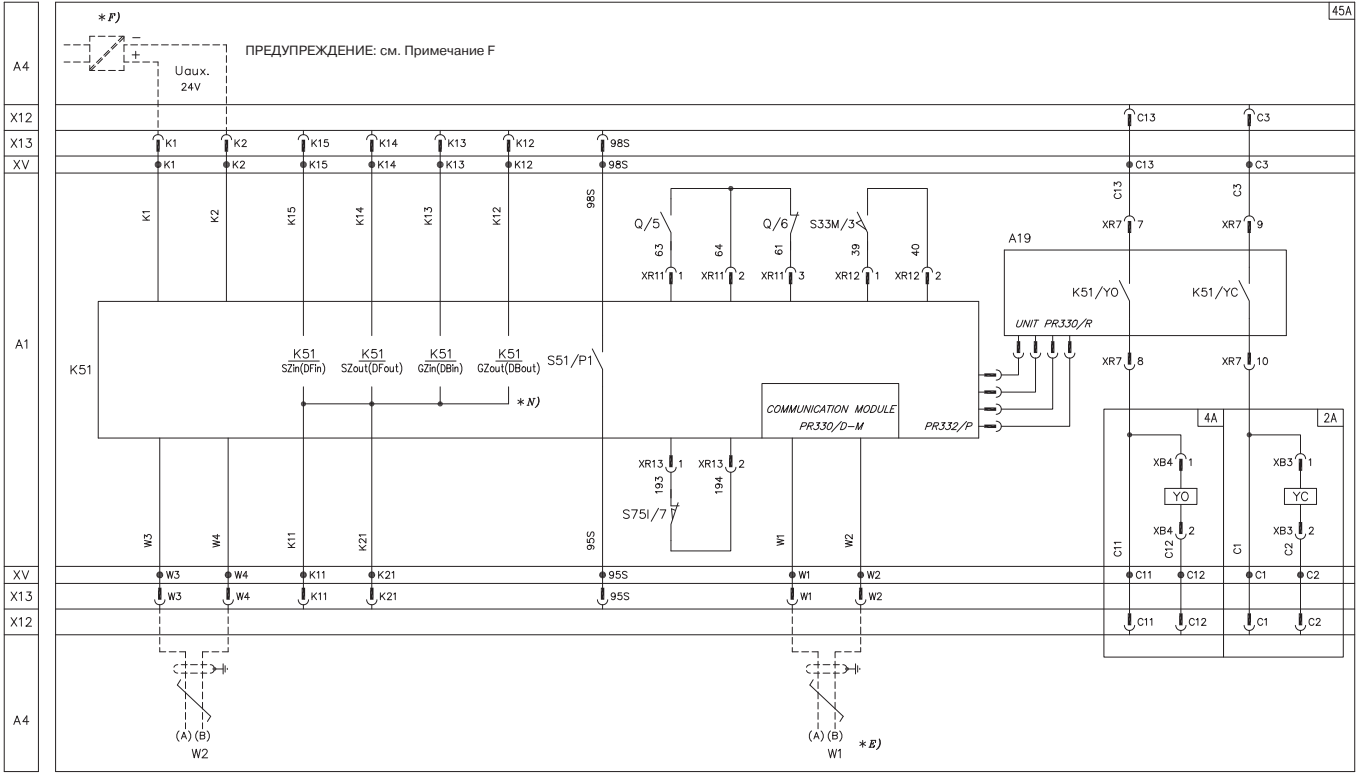 *F)
45A
ПРЕДУПРЕЖДЕНИЕ: см. Примечание F
−
+
Uaux.
24V
A4
X12
C13
C3
X13
K1
K2
K15
K14
K13
K12
98S
XV
K1
K2
K15
K14
K13
K12
98S
C13
C3
K1
K2
K15
K14
K13
K12
98S
C13
C3
Q/5
Q/6
S33M/3
63
64
61
39
40
XR7 7
XR7 9
A19
XR11 1
XR11 2
XR11 3
XR12 1
XR12 2
K51/YO
K51/YC
UNIT PR330/R
A1
K51
K51
SZin(DFin)
K51
SZout(DFout)
K51
GZin(DBin)
K51
GZout(DBout)
S51/P1
XR7 8
XR7 10
*N)
COMMUNICATION MODULE
PR330/D-M
PR332/P
4A
2A
XR13 1
XR13 2
193
194
S75I/7
XB4 1
XB3 1
YO
YC
XB4 2
XB3 2
W3
W4
K11
K21
95S
W1
W2
C11
C12
C1
C2
XV
W3
W4
K11
K21
95S
W1
W2
C11
C12
C1
C2
X13
W3
W4
K11
K21
95S
W1
W2
X12
C11
C12
C1
C2
A4
(A) (B)
W2
(A) (B)
W1
*E)